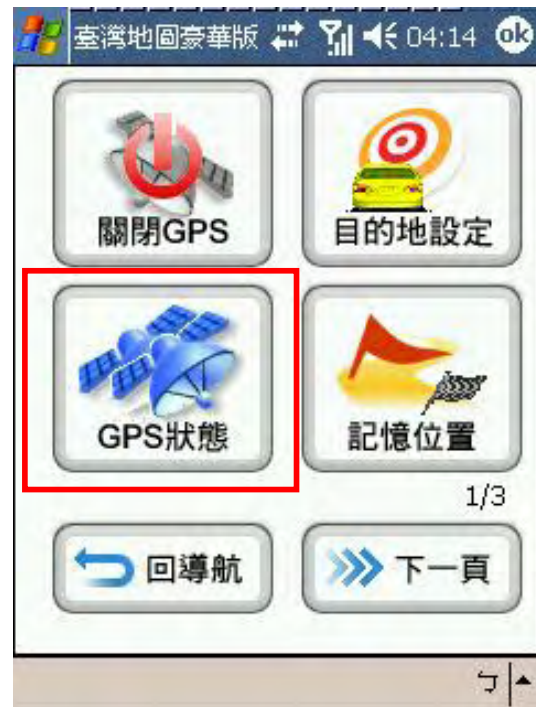 臺灣地圖豪華版 04:14 ok
關閉GPS
目的地設定
GPS狀態
記憶位置
1/3
回導航
下一頁
ㄅ